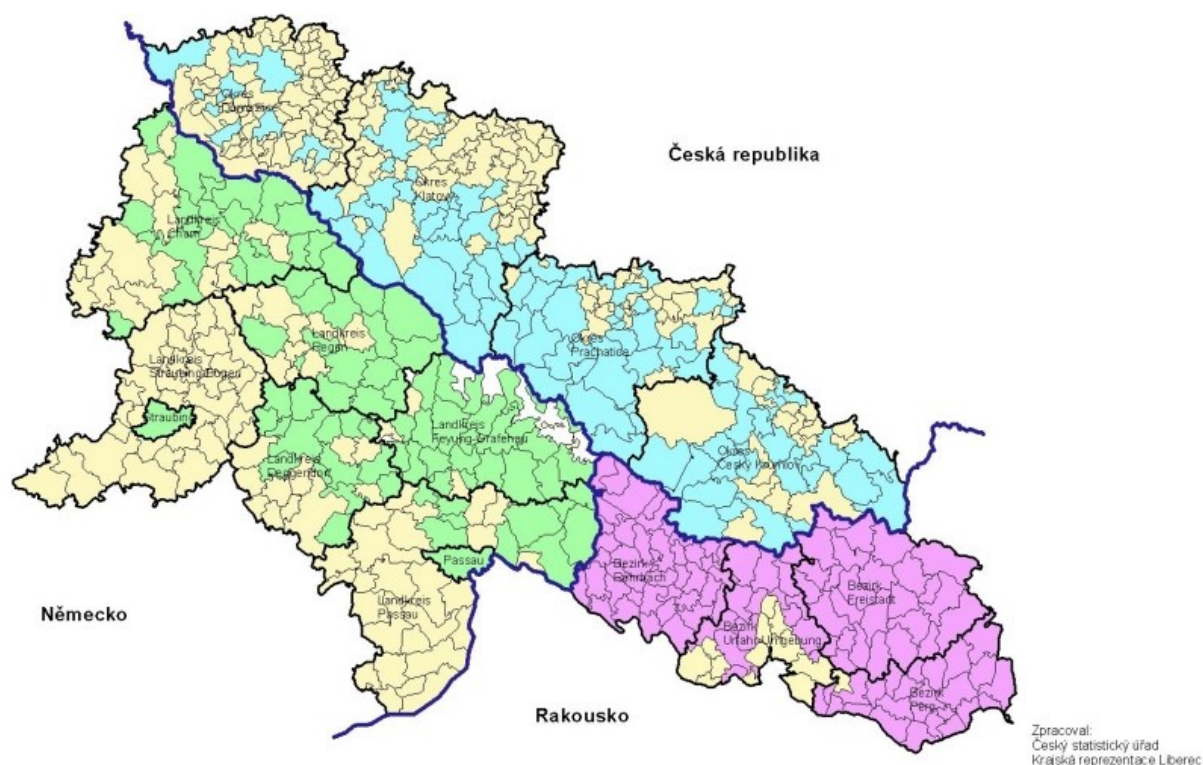 Okres
Domažlice
Česká republika
Okres
Klatovy
Landkreis
Cham
Landkreis
Regen
Okres
Prachatice
Landkreis
Straubing-Bogen
Straubing
Landkreis
Freyung-Grafenau
Landkreis
Deggendorf
Okres
Český Krumlov
Passau
Bezirk
Rohrbach
Bezirk
Freistadt
Německo
Landkreis
Passau
Bezirk
Urfahr-Umgebung
Bezirk
Perg
Rakousko
Zpracoval:
Český statistický úřad
Krajská reprezentace Liberec